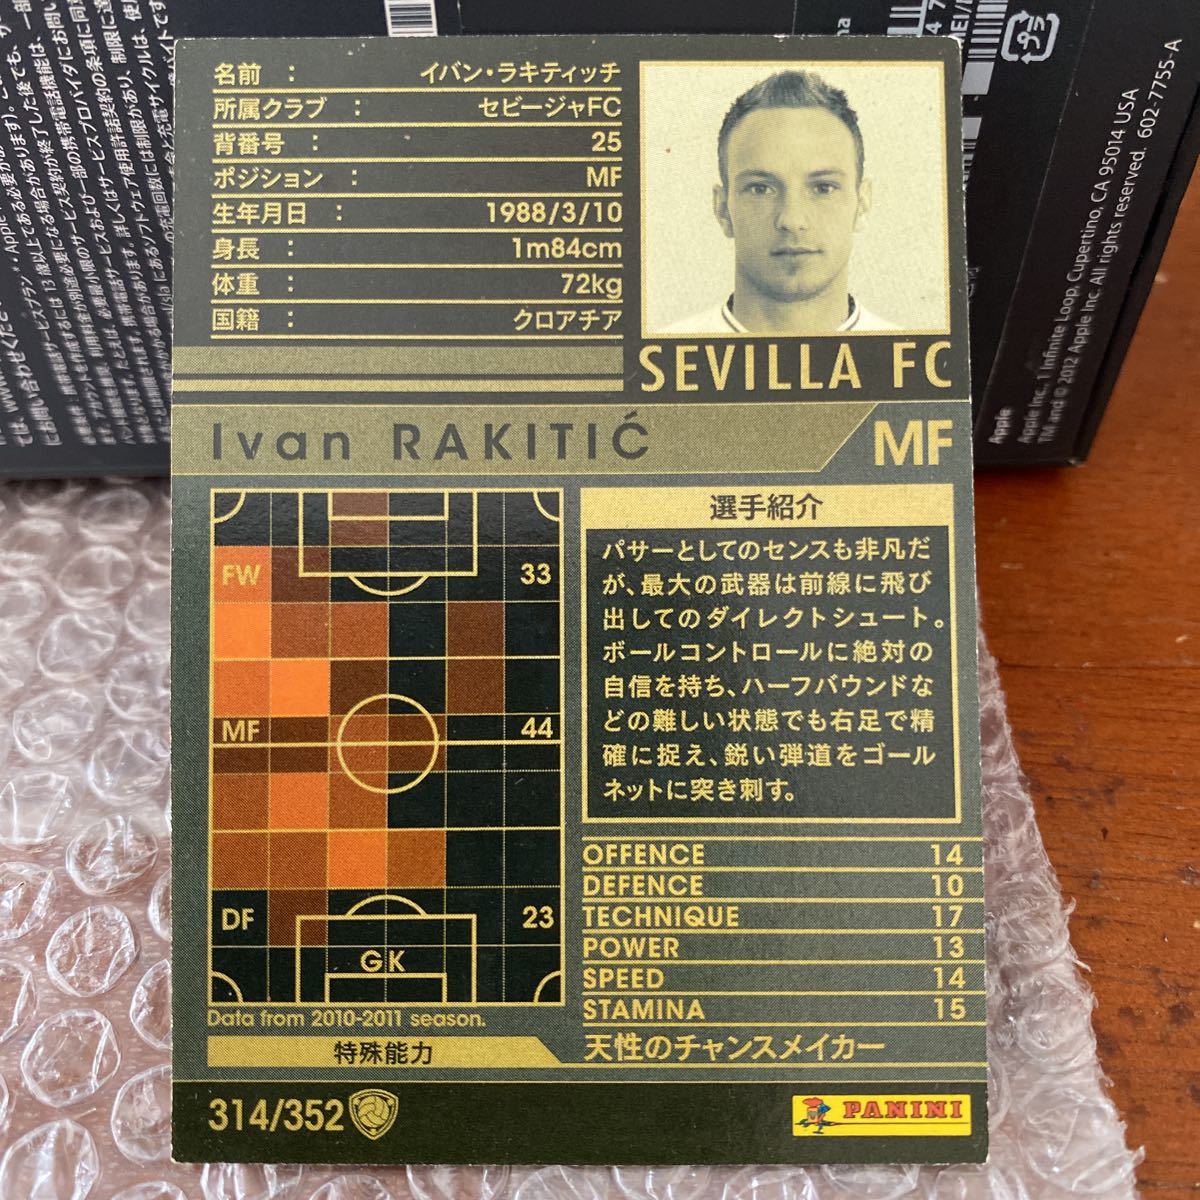 名前 : イバン・ラキティッチ
所属クラブ : セビージャFC
背番号 : 25
ポジション : MF
生年月日 : 1988/3/10
身長 : 1m84cm
体重 : 72kg
国籍 : クロアチア
SEVILLA FC
Ivan RAKITIĆ MF
FW 33
MF 44
DF 23
GK
Data from 2010-2011 season.
選手紹介
パサーとしてのセンスも非凡だ
が、最大の武器は前線に飛び
出してのダイレクトシュート。
ボールコントロールに絶対の
自信を持ち、ハーフバウンドな
どの難しい状態でも右足で精
確に捉え、鋭い弾道をゴール
ネットに突き刺す。
OFFENCE 14
DEFENCE 10
TECHNIQUE 17
POWER 13
SPEED 14
STAMINA 15
特殊能力 天性のチャンスメイカー
314/352
PANINI
Apple
Apple Inc. 1 Infinite Loop, Cupertino, CA 95014 USA
TM and © 2012 Apple Inc. All rights reserved. 602-7755-A